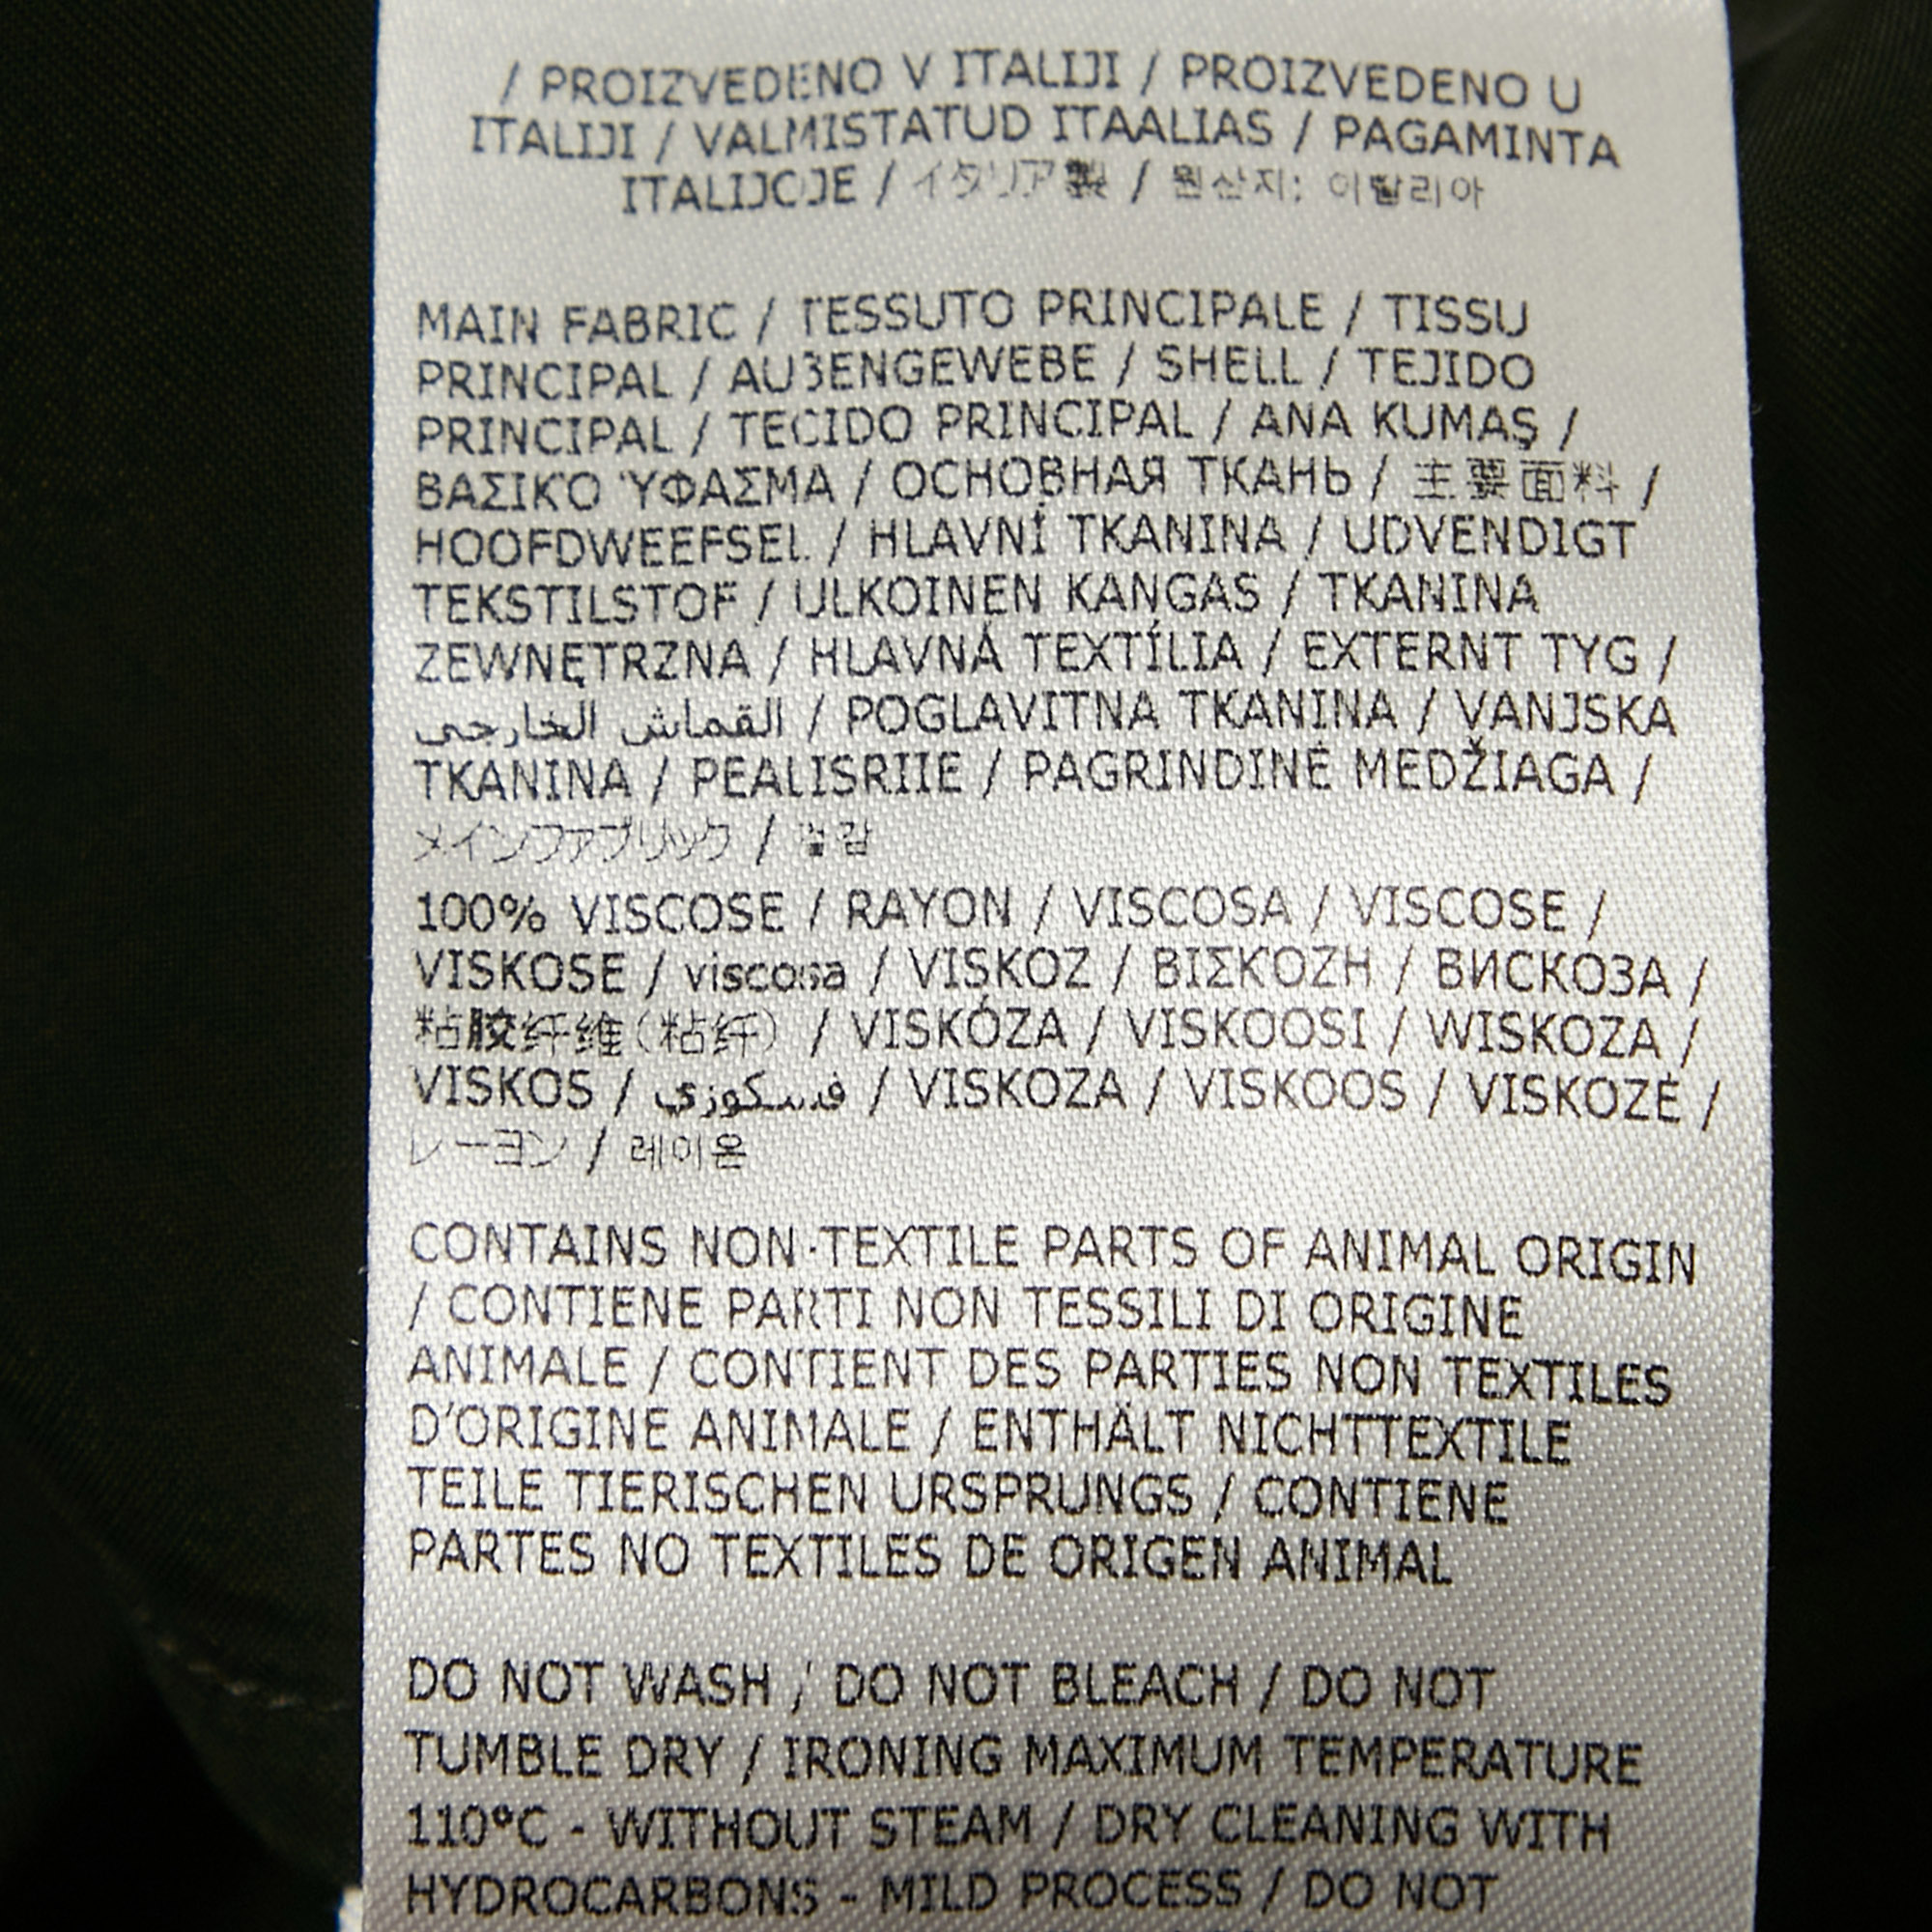 / PROIZVEDENO V ITALIJI / PROIZVEDENO U
ITALIJI / VALMISTATUD ITAALIAS / PAGAMINTA
ITALIJOJE / イタリア製 / 원산지: 이탈리아
MAIN FABRIC / TESSUTO PRINCIPALE / TISSU
PRINCIPAL / AUßENGEWEBE / SHELL / TEJIDO
PRINCIPAL / TECIDO PRINCIPAL / ANA KUMAŞ /
ΒΑΣΙΚΌ ΎΦΑΣΜΑ / ОСНОВНАЯ ТКАНЬ / 主要面料 /
HOOFDWEEFSEL / HLAVNÍ TKANINA / UDVENDIGT
TEKSTILSTOF / ULKOINEN KANGAS / TKANINA
ZEWNĘTRZNA / HLAVNÁ TEXTÍLIA / EXTERNT TYG /
القماش الخارجي / POGLAVITNA TKANINA / VANJSKA
TKANINA / PEALISRIIE / PAGRINDINĖ MEDŽIAGA /
メインファブリック / 겉감
100% VISCOSE / RAYON / VISCOSA / VISCOSE /
VISKOSE / viscosa / VISKOZ / ΒΙΣΚΟΖΗ / ВИСКОЗА /
粘胶纤维(粘纤) / VISKÓZA / VISKOOSI / WISKOZA /
VISKOS / فسكوزي / VISKOZA / VISKOOS / VISKOZĖ /
レーヨン / 레이온
CONTAINS NON-TEXTILE PARTS OF ANIMAL ORIGIN
/ CONTIENE PARTI NON TESSILI DI ORIGINE
ANIMALE / CONTIENT DES PARTIES NON TEXTILES
D'ORIGINE ANIMALE / ENTHÄLT NICHTTEXTILE
TEILE TIERISCHEN URSPRUNGS / CONTIENE
PARTES NO TEXTILES DE ORIGEN ANIMAL
DO NOT WASH / DO NOT BLEACH / DO NOT
TUMBLE DRY / IRONING MAXIMUM TEMPERATURE
110°C - WITHOUT STEAM / DRY CLEANING WITH
HYDROCARBONS - MILD PROCESS / DO NOT